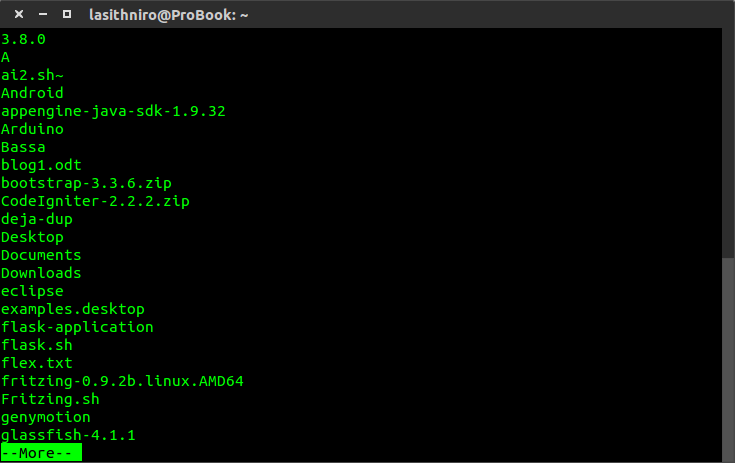 lasithniro@ProBook: ~
3.8.0
A
ai2.sh~
Android
appengine-java-sdk-1.9.32
Arduino
Bassa
blog1.odt
bootstrap-3.3.6.zip
CodeIgniter-2.2.2.zip
deja-dup
Desktop
Documents
Downloads
eclipse
examples.desktop
flask-application
flask.sh
flex.txt
fritzing-0.9.2b.linux.AMD64
Fritzing.sh
genymotion
glassfish-4.1.1
--More--